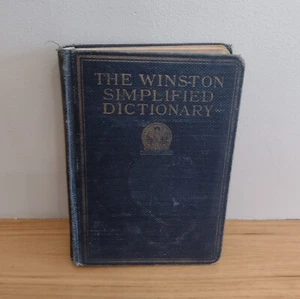 THE WINSTON
SIMPLIFIED
DICTIONARY